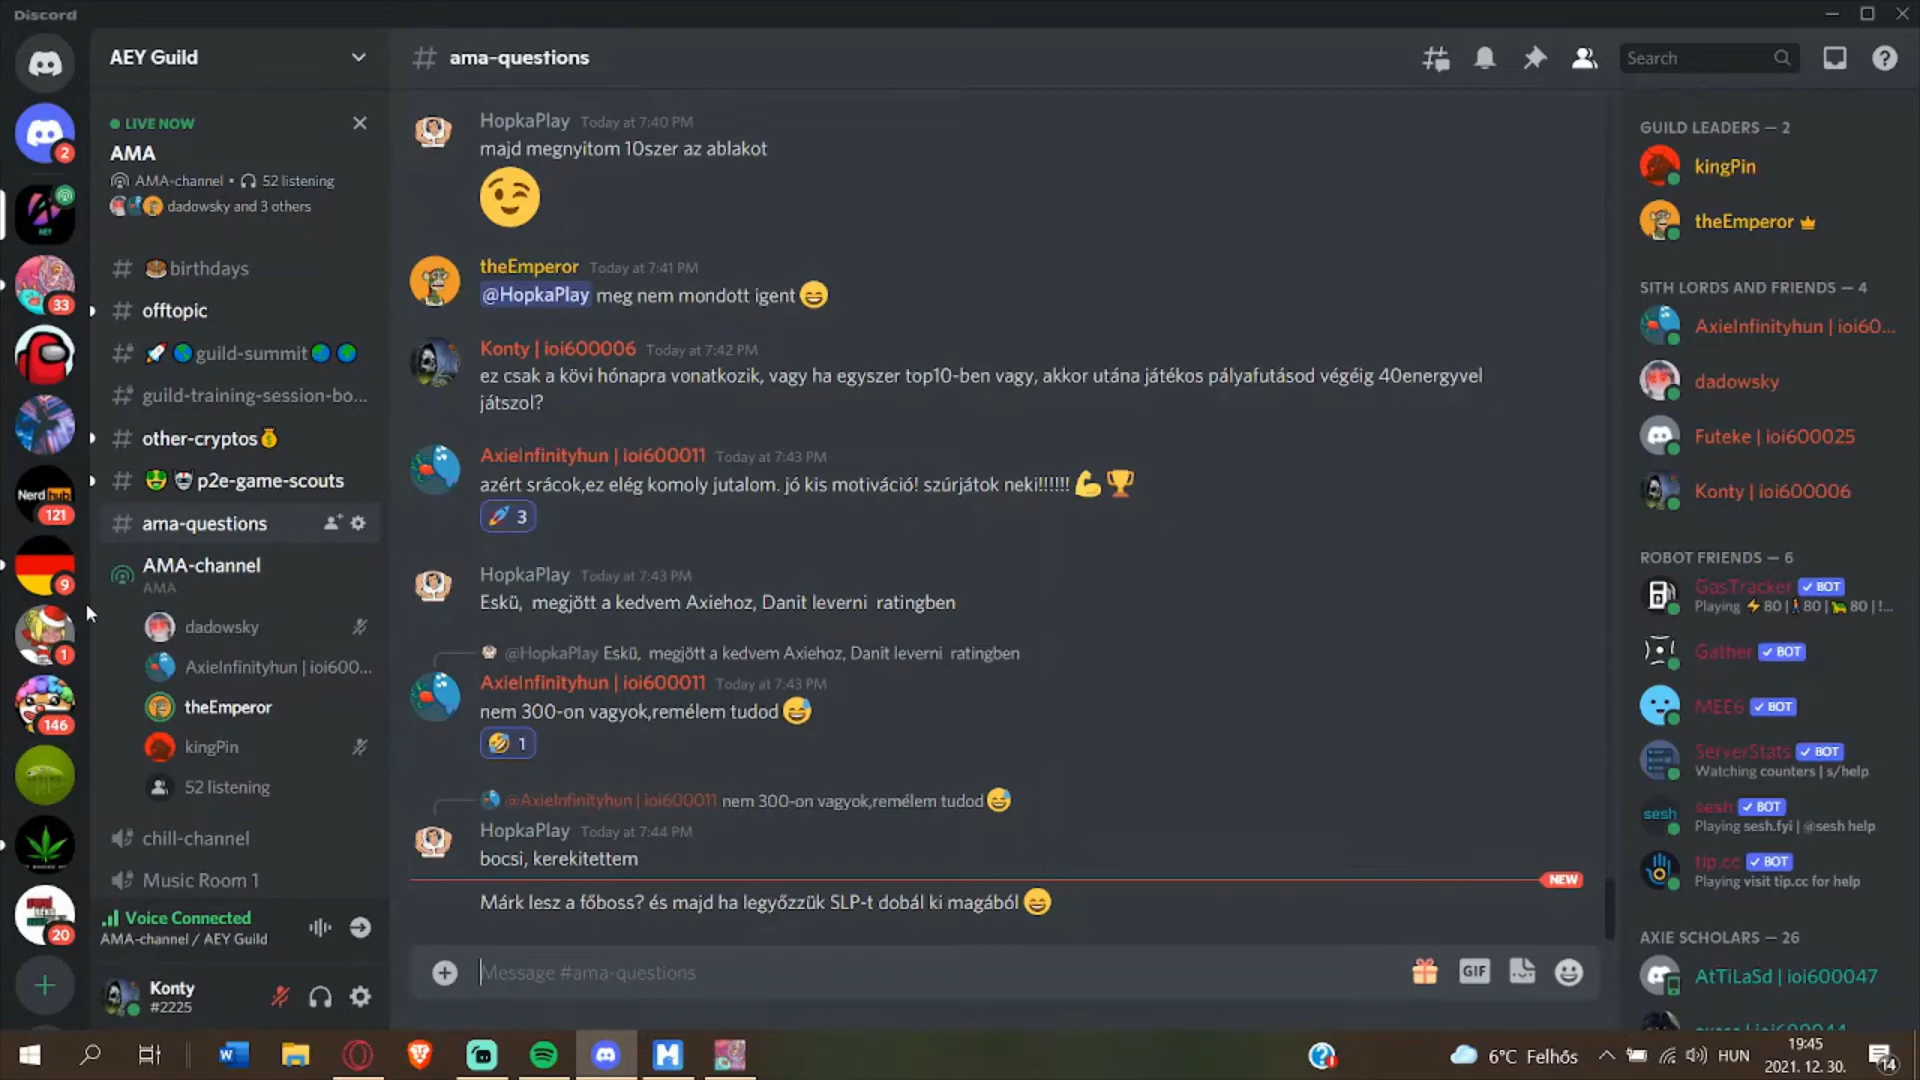 Discord
AEY Guild
LIVE NOW
AMA
AMA-channel • 52 listening
dadowsky and 3 others
birthdays
offtopic
guild-summit
guild-training-session-bo...
other-cryptos
p2e-game-scouts
ama-questions
AMA-channel
AMA
dadowsky
AxieInfinityhun | ioi600...
theEmperor
kingPin
52 listening
chill-channel
Music Room 1
Voice Connected
AMA-channel / AEY Guild
Konty
#2225
2
AEY
33
Nerd hub
121
9
1
146
20
# ama-questions
Search
HopkaPlay Today at 7:40 PM
majd megnyitom 10szer az ablakot
theEmperor Today at 7:41 PM
@HopkaPlay meg nem mondott igent
Konty | ioi600006 Today at 7:42 PM
ez csak a kövi hónapra vonatkozik, vagy ha egyszer top10-ben vagy, akkor utána játékos pályafutásod végéig 40energyvel
játszol?
AxieInfinityhun | ioi600011 Today at 7:43 PM
azért srácok,ez elég komoly jutalom. jó kis motiváció! szúrjátok neki!!!!!!
3
HopkaPlay Today at 7:43 PM
Eskü, megjött a kedvem Axiehoz, Danit leverni ratingben
@HopkaPlay Eskü, megjött a kedvem Axiehoz, Danit leverni ratingben
AxieInfinityhun | ioi600011 Today at 7:43 PM
nem 300-on vagyok,remélem tudod
1
@AxieInfinityhun | ioi600011 nem 300-on vagyok,remélem tudod
HopkaPlay Today at 7:44 PM
bocsi, kerekitettem
NEW
Márk lesz a főboss? és majd ha legyőzzük SLP-t dobál ki magából
Message #ama-questions
GIF
GUILD LEADERS — 2
kingPin
theEmperor
SITH LORDS AND FRIENDS — 4
AxieInfinityhun | ioi60...
dadowsky
Futeke | ioi600025
Konty | ioi600006
ROBOT FRIENDS — 6
GasTracker ✓ BOT
Playing ⚡80 | 🚶80 | 🐢80 | !...
Gather ✓ BOT
MEE6 ✓ BOT
ServerStats ✓ BOT
Watching counters | s/help
sesh
sesh ✓ BOT
Playing sesh.fyi | @sesh help
tip.cc ✓ BOT
Playing visit tip.cc for help
AXIE SCHOLARS — 26
AtTiLaSd | ioi600047
6°C Felhős
HUN
19:45
2021. 12. 30.
14